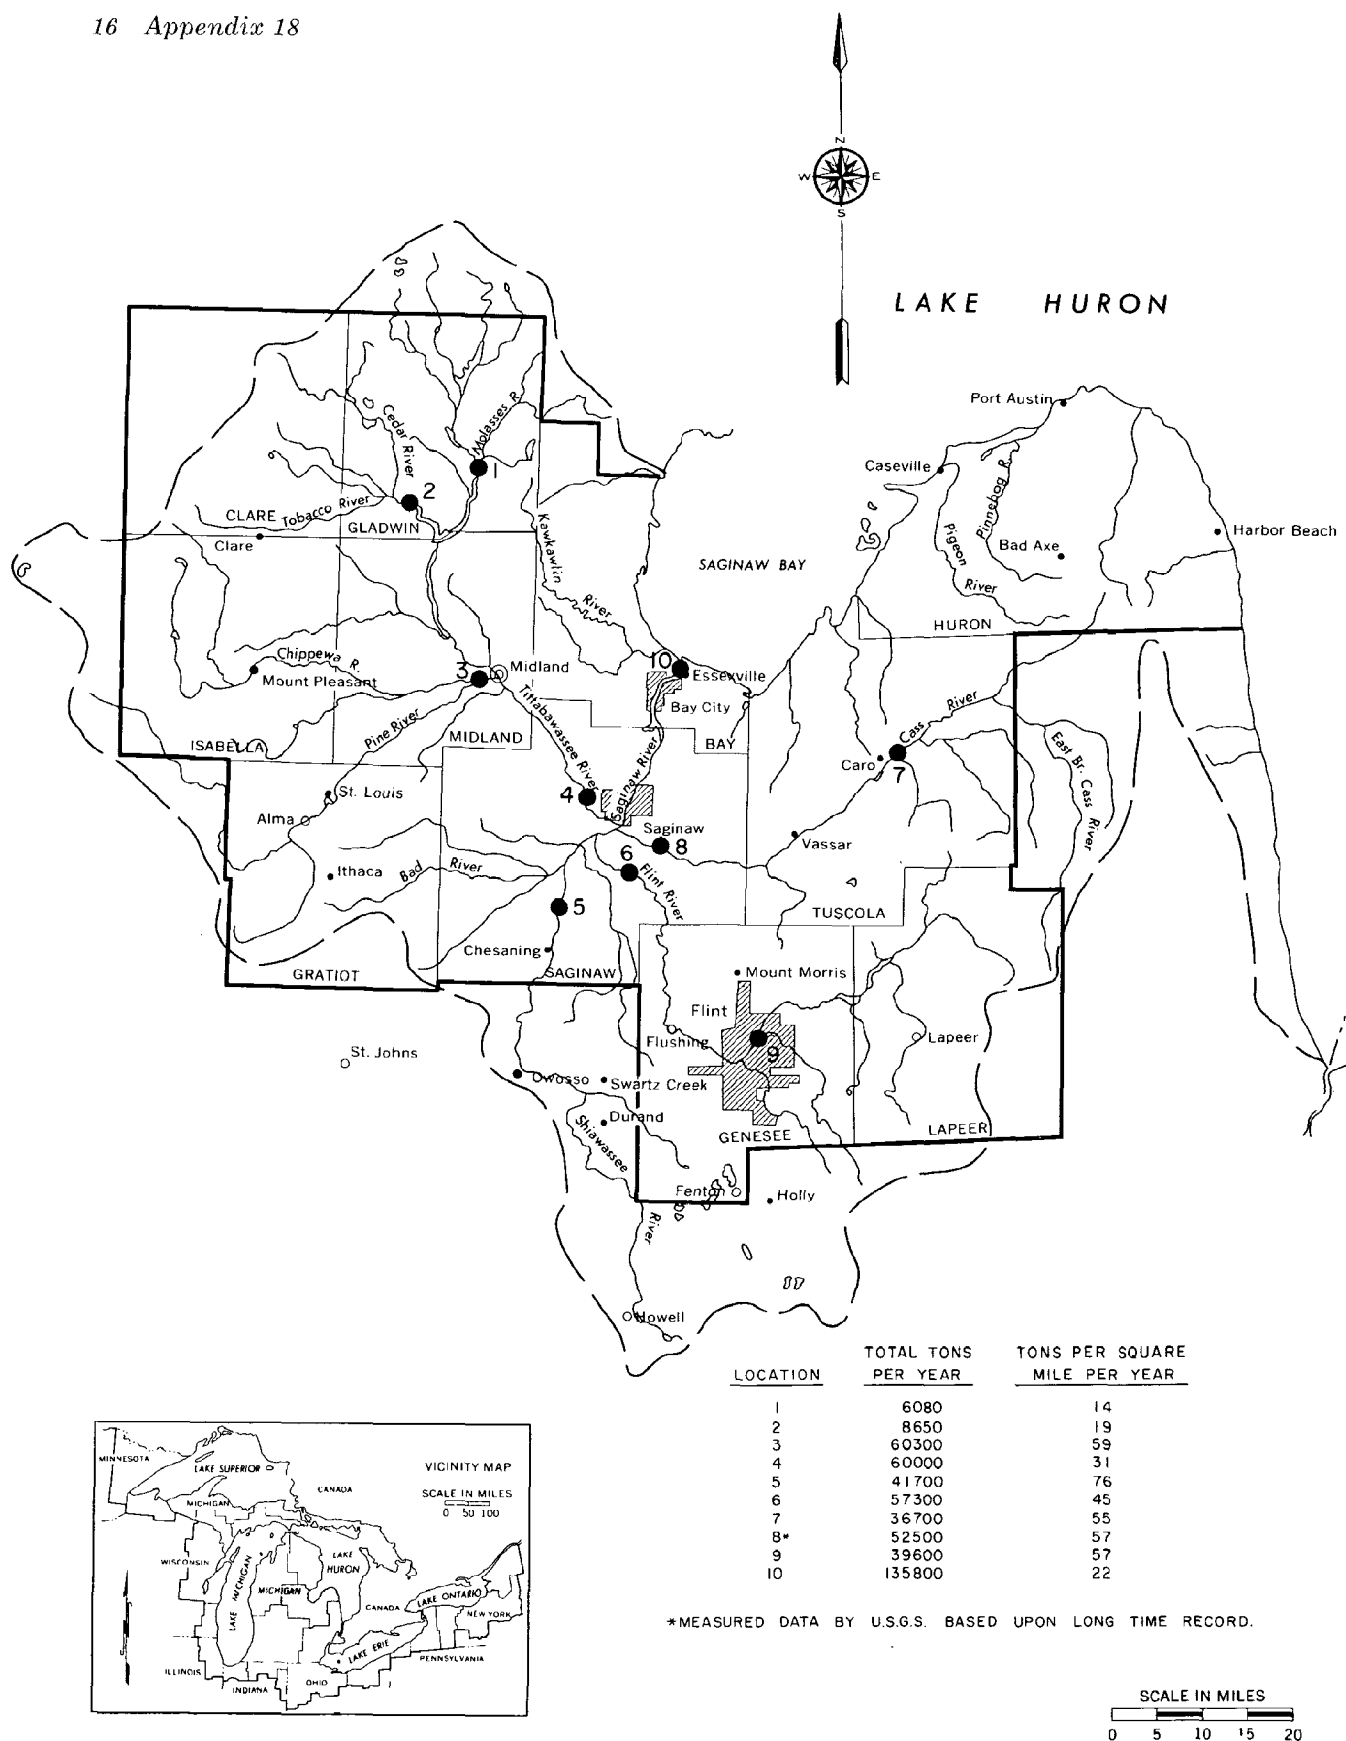 16 Appendix 18
N
W E
S
LAKE HURON
Port Austin
Caseville
Pinnebog R.
Pigeon
River
Bad Axe
Harbor Beach
HURON
SAGINAW BAY
Cedar River
Molasses R.
1
2
CLARE
Tobacco River
GLADWIN
Clare
Kawkawlin
River
Chippewa R.
Mount Pleasant
3
Midland
10
Essexville
Bay City
BAY
ISABELLA
Pine River
MIDLAND
Tittabawassee River
Saginaw River
Cass River
Caro
7
East Br. Cass River
St. Louis
Alma
4
Saginaw
8
Vassar
Ithaca
Bad River
6
Flint River
5
TUSCOLA
Chesaning
GRATIOT
SAGINAW
Mount Morris
Flint
Flushing
9
Lapeer
St. Johns
Owosso
Swartz Creek
Durand
Shiawassee
River
GENESEE
LAPEER
Fenton
Holly
Howell
TOTAL TONS TONS PER SQUARE
LOCATION PER YEAR MILE PER YEAR
1 6080 14
2 8650 19
3 60300 59
4 60000 31
5 41700 76
6 57300 45
7 36700 55
8* 52500 57
9 39600 57
10 135800 22
*MEASURED DATA BY U.S.G.S. BASED UPON LONG TIME RECORD.
VICINITY MAP
SCALE IN MILES
0 50 100
MINNESOTA
LAKE SUPERIOR
CANADA
MICHIGAN
WISCONSIN
LAKE MICHIGAN
MICHIGAN
LAKE
HURON
CANADA
LAKE ONTARIO
NEW YORK
LAKE ERIE
PENNSYLVANIA
ILLINOIS
INDIANA
OHIO
SCALE IN MILES
0 5 10 15 20